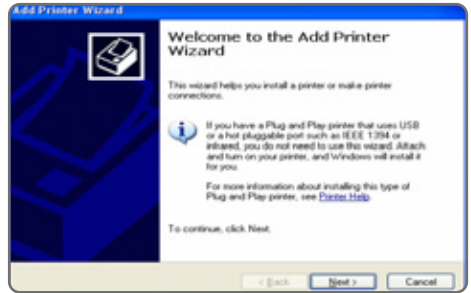 Add Printer Wizard
Welcome to the Add Printer
Wizard
This wizard helps you install a printer or make printer
connections.
If you have a Plug and Play printer that uses USB
or a hot pluggable port such as IEEE 1394 or
infrared, you do not need to use this wizard. Attach
and turn on your printer, and Windows will install it
for you.
For more information about installing this type of
Plug and Play printer, see Printer Help.
To continue, click Next.
< Back Next > Cancel